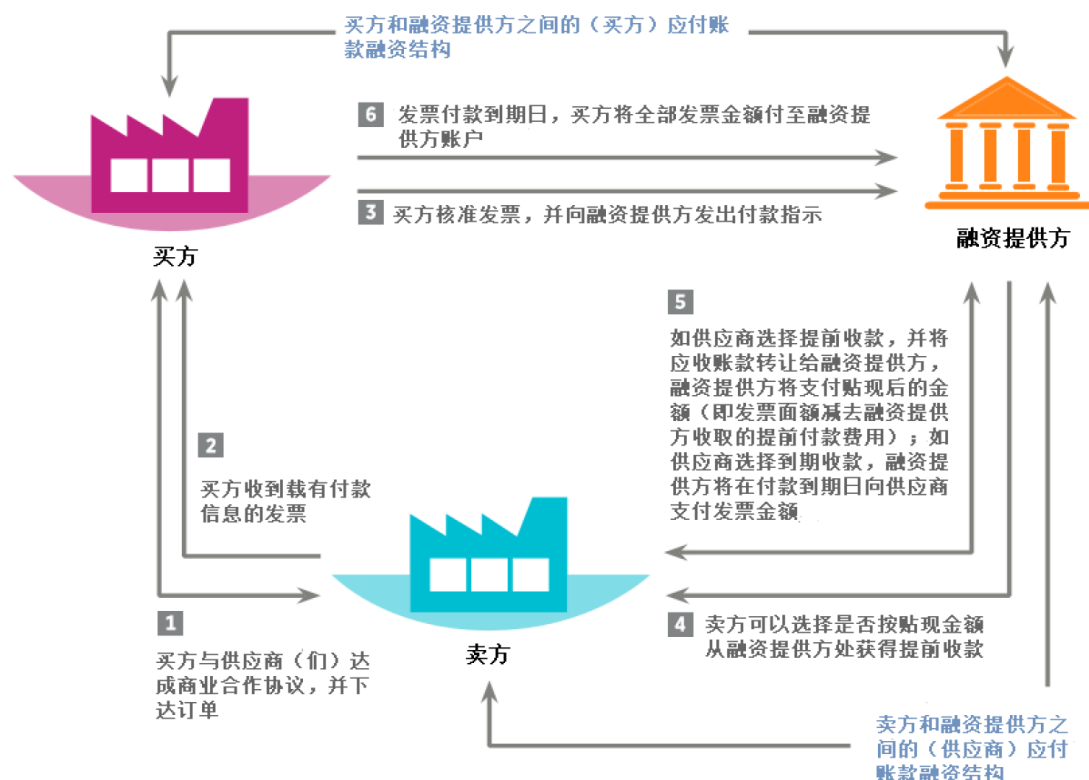 买方和融资提供方之间的（买方）应付账
款融资结构
6
发票付款到期日，买方将全部发票金额付至融资提
供方账户
3
买方核准发票，并向融资提供方发出付款指示
买方
融资提供方
5
如供应商选择提前收款，并将
应收账款转让给融资提供方，
融资提供方将支付贴现后的金
额（即发票面额减去融资提供
方收取的提前付款费用）；如
供应商选择到期收款，融资提
供方将在付款到期日向供应商
支付发票金额
2
买方收到载有付款
信息的发票
1
买方与供应商（们）达
成商业合作协议，并下
达订单
卖方
4
卖方可以选择是否按贴现金额
从融资提供方处获得提前收款
卖方和融资提供方之
间的（供应商）应付
账款融资结构